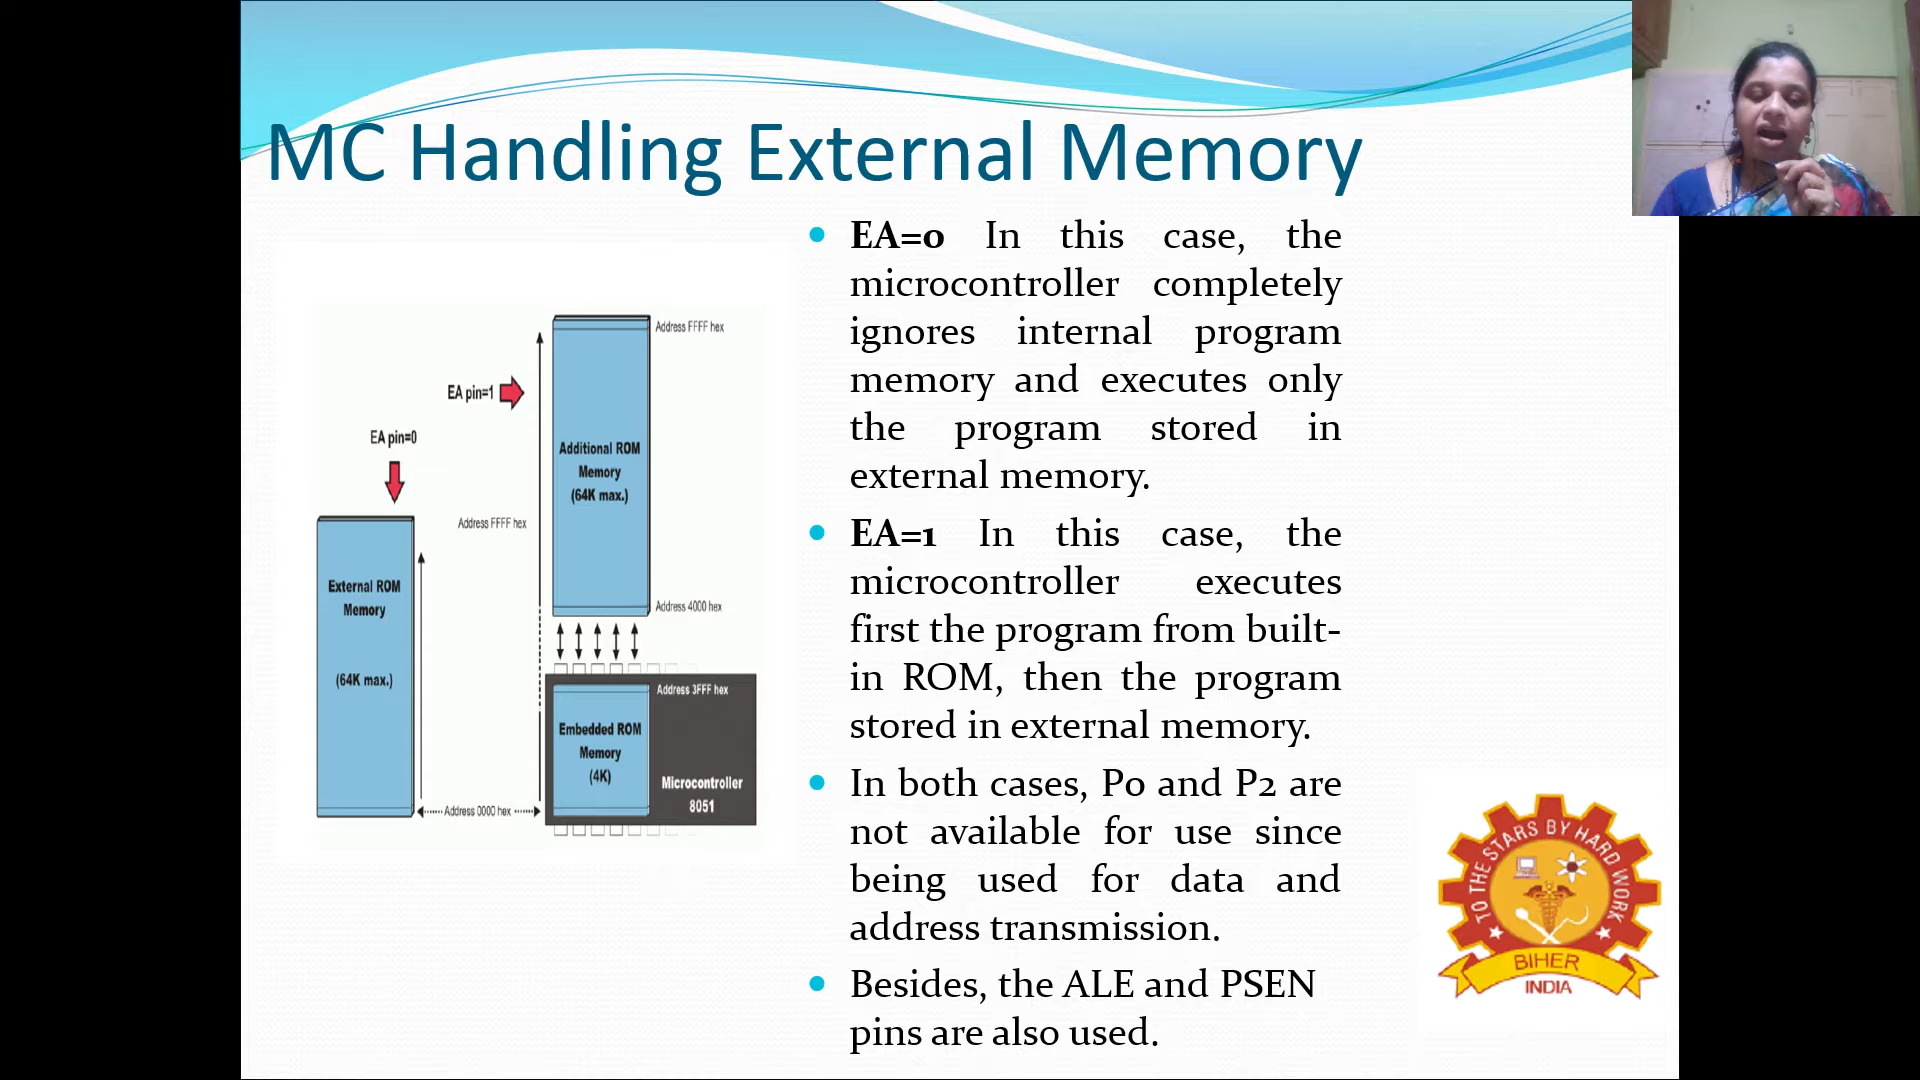 MC Handling External Memory
EA=0 In this case, the
microcontroller completely
ignores internal program
memory and executes only
the program stored in
external memory.
EA=1 In this case, the
microcontroller executes
first the program from built-
in ROM, then the program
stored in external memory.
In both cases, P0 and P2 are
not available for use since
being used for data and
address transmission.
Besides, the ALE and PSEN
pins are also used.
Address FFFF hex
EA pin=1
EA pin=0
Additional ROM
Memory
(64K max.)
Address FFFF hex
External ROM
Memory
Address 4000 hex
(64K max.)
Address 3FFF hex
Embedded ROM
Memory
(4K)
Microcontroller
8051
Address 0000 hex
TO THE STARS BY HARD WORK
BIHER
INDIA